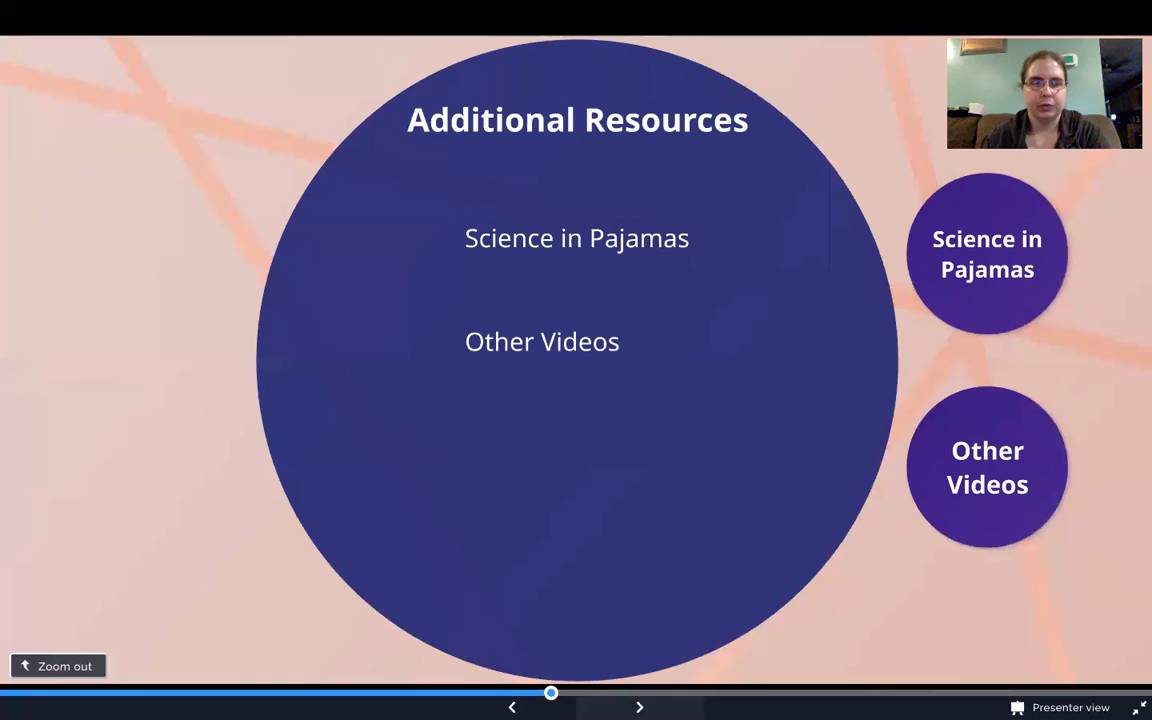 Additional Resources
Science in Pajamas
Other Videos
Science in
Pajamas
Other
Videos
Zoom out
Presenter view